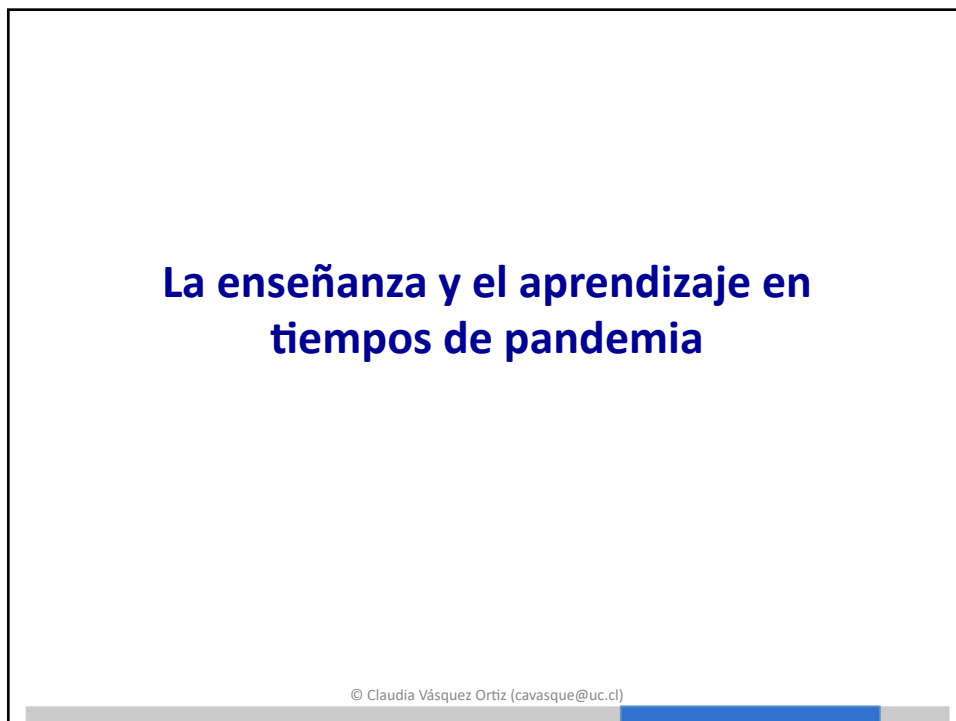 La enseñanza y el aprendizaje en
tiempos de pandemia
© Claudia Vásquez Ortiz (cavasque@uc.cl)